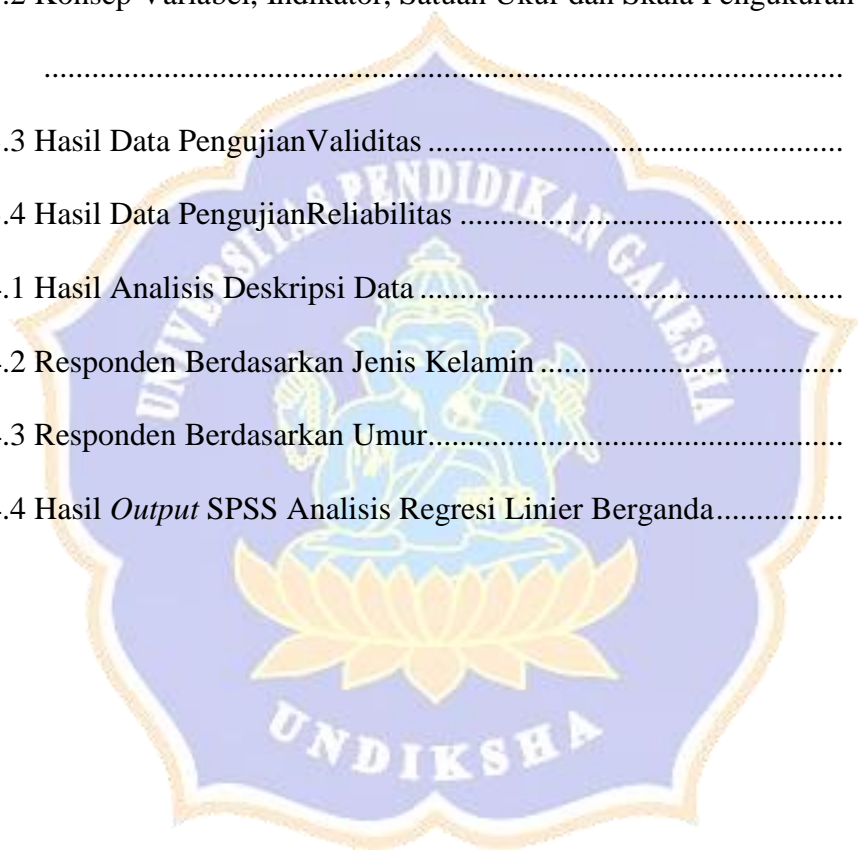 .2 Konsep Variabel, Indikator, Satuan Ukur dan Skala Pengukuran
....................................................................................................
.3 Hasil Data PengujianValiditas ....................................................
.4 Hasil Data PengujianReliabilitas ................................................
.1 Hasil Analisis Deskripsi Data .....................................................
.2 Responden Berdasarkan Jenis Kelamin ......................................
.3 Responden Berdasarkan Umur....................................................
.4 Hasil Output SPSS Analisis Regresi Linier Berganda................
UNIVERSITAS PENDIDIKAN GANESHA
UNDIKSHA